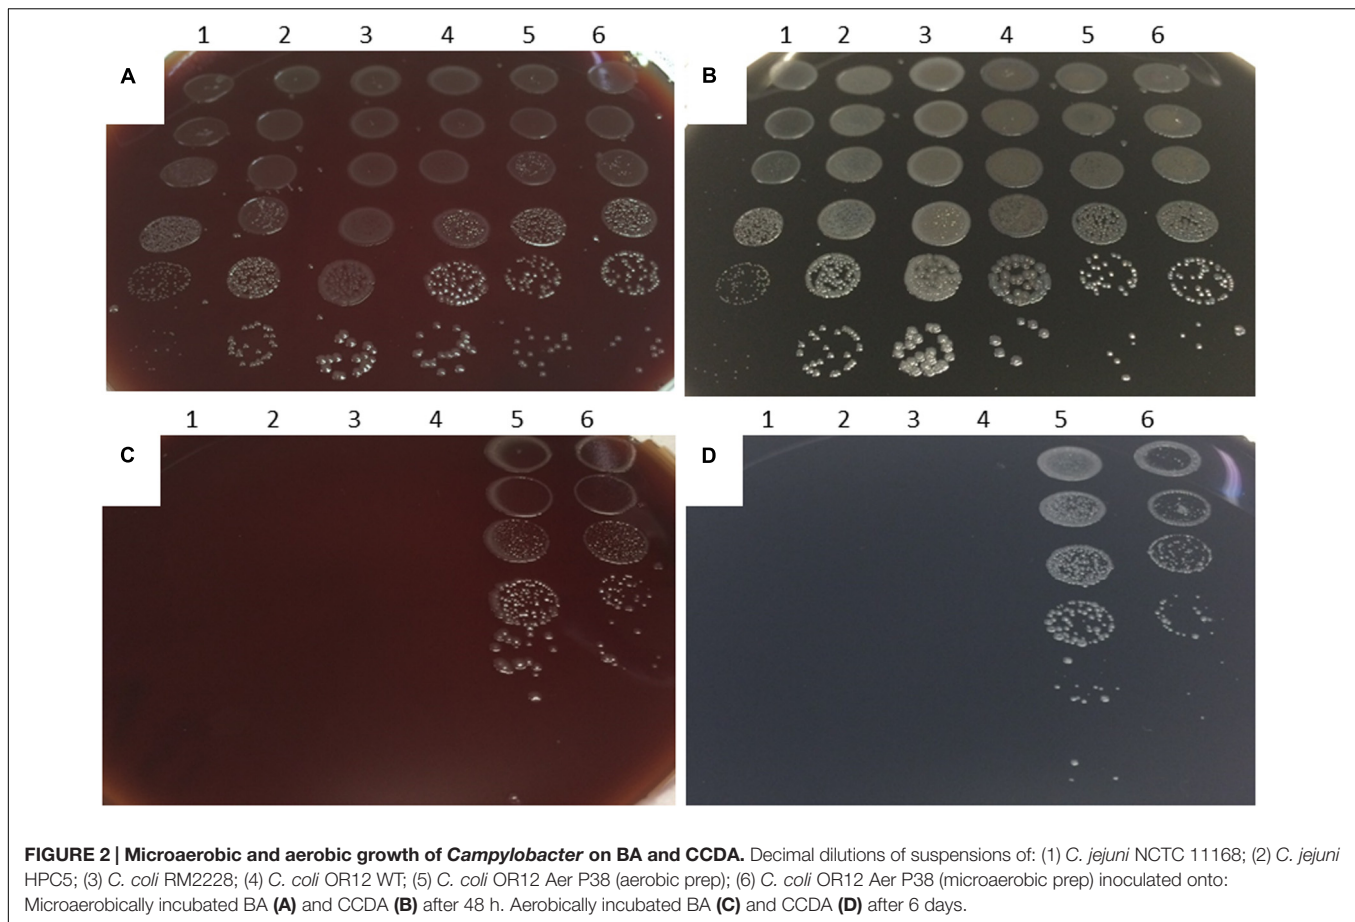 1 2 3 4 5 6
A
1 2 3 4 5 6
B
1 2 3 4 5 6
C
1 2 3 4 5 6
D
FIGURE 2 | Microaerobic and aerobic growth of Campylobacter on BA and CCDA. Decimal dilutions of suspensions of: (1) C. jejuni NCTC 11168; (2) C. jejuni
HPC5; (3) C. coli RM2228; (4) C. coli OR12 WT; (5) C. coli OR12 Aer P38 (aerobic prep); (6) C. coli OR12 Aer P38 (microaerobic prep) inoculated onto:
Microaerobically incubated BA (A) and CCDA (B) after 48 h. Aerobically incubated BA (C) and CCDA (D) after 6 days.